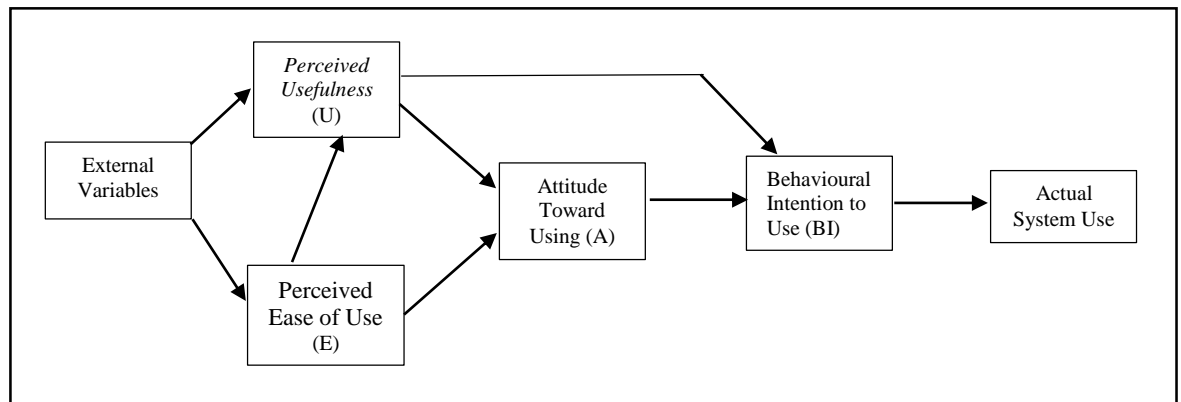 External
Variables
Perceived
Usefulness
(U)
Perceived
Ease of Use
(E)
Attitude
Toward
Using (A)
Behavioural
Intention to
Use (BI)
Actual
System Use